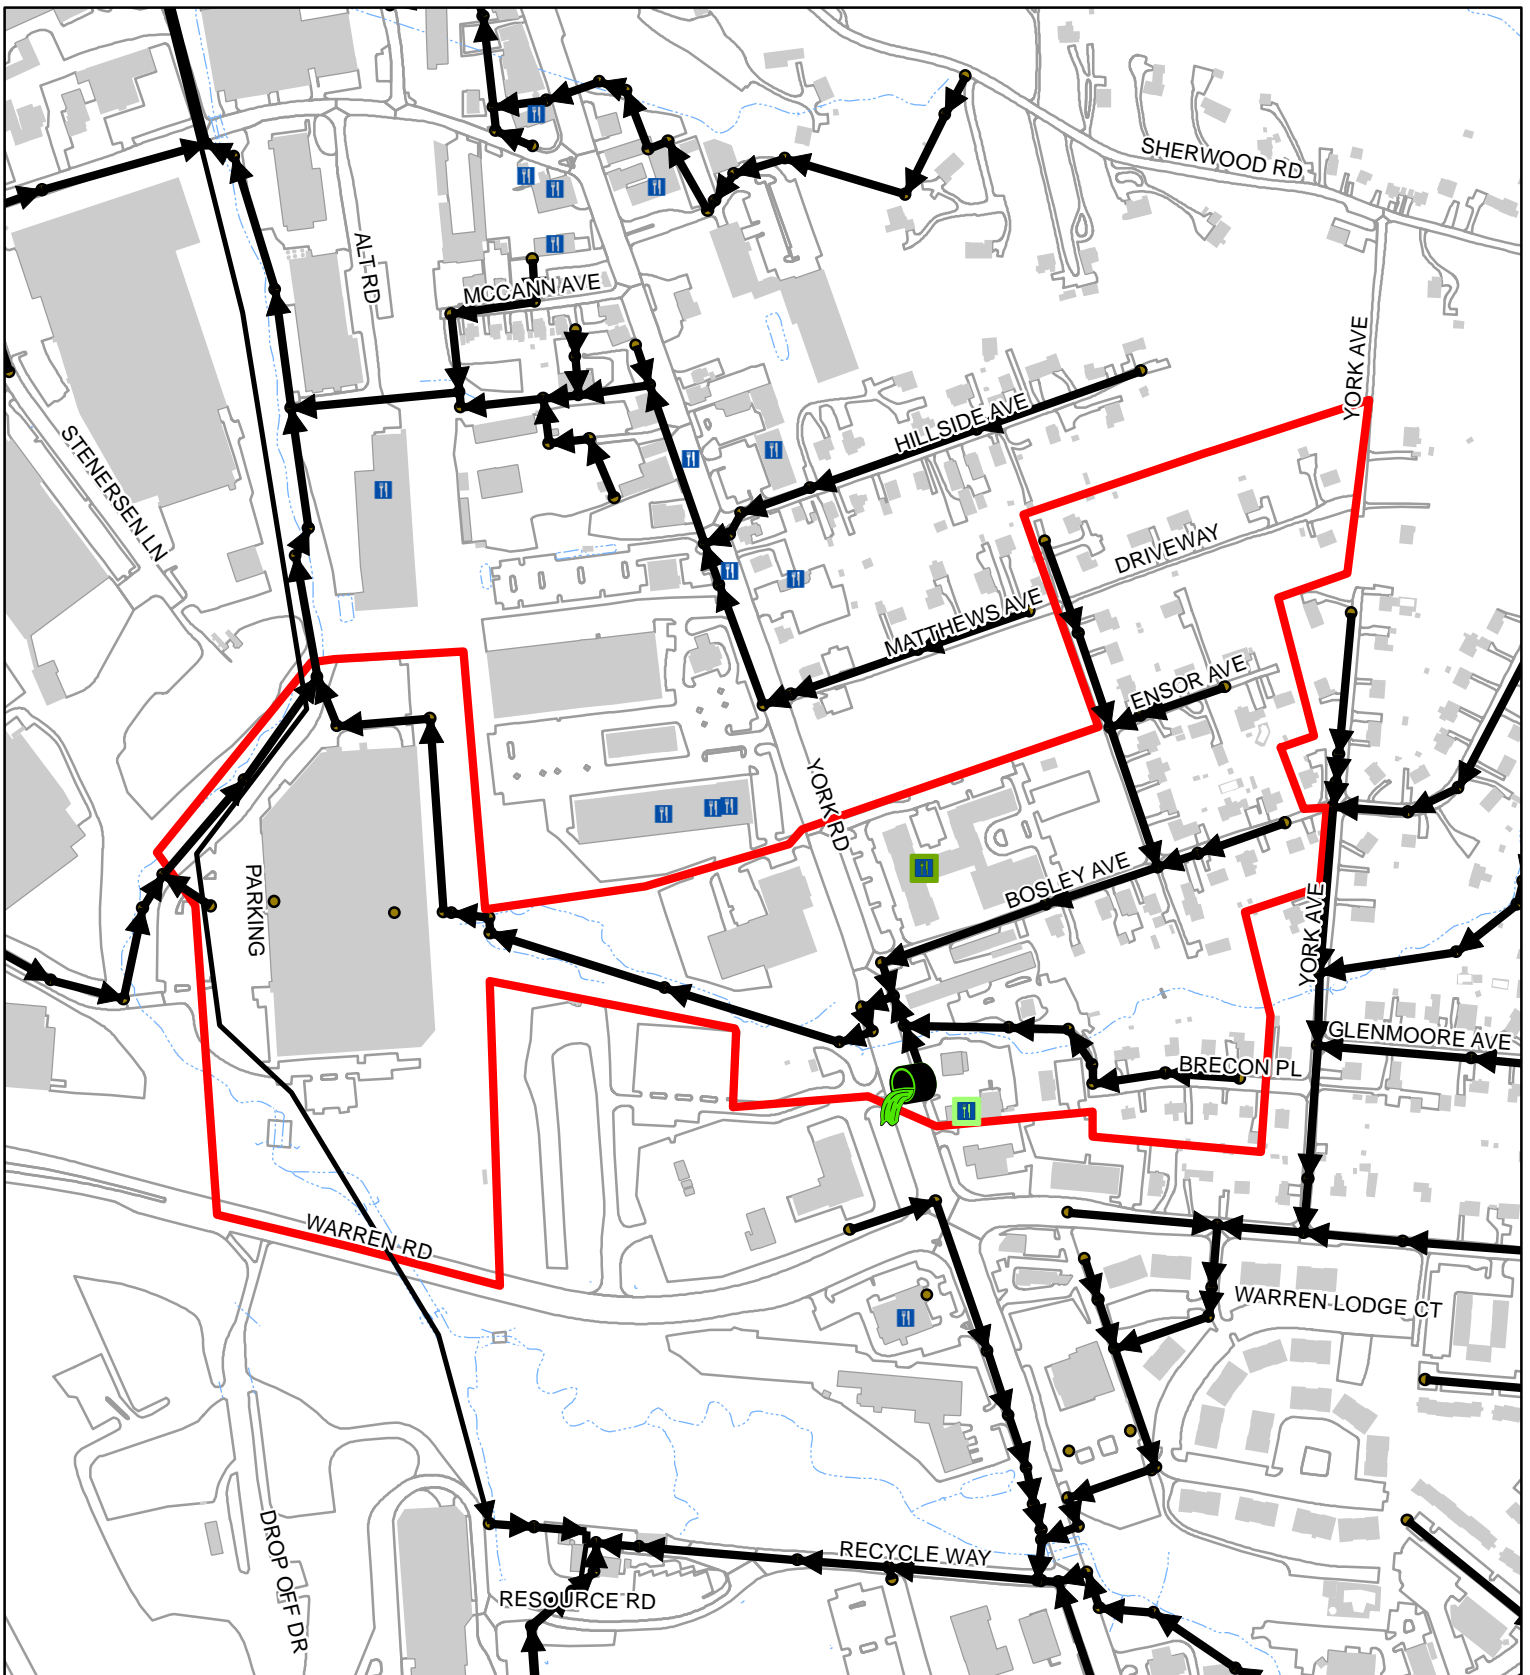 SHERWOOD RD
ALT RD
MCCANN AVE
YORK AVE
HILLSIDE AVE
STENERSEN LN
DRIVEWAY
MATTHEWS AVE
ENSOR AVE
YORK RD
BOSLEY AVE
PARKING
YORK AVE
GLENMOORE AVE
BRECON PL
WARREN RD
WARREN LODGE CT
RECYCLE WAY
RESOURCE RD
DROP OFF DR